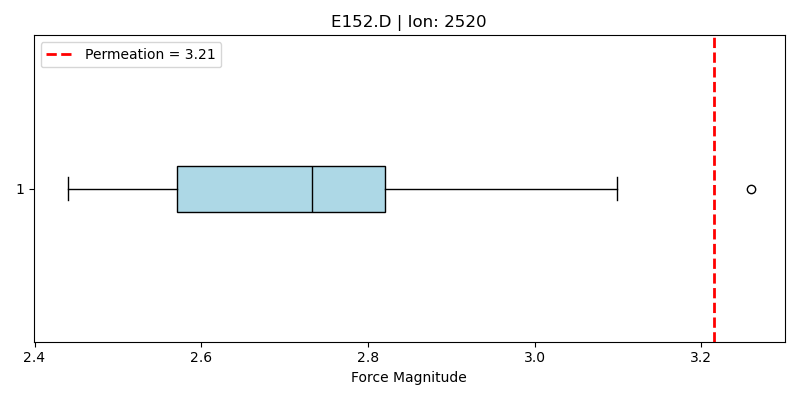 E152.D | Ion: 2520
Permeation = 3.21
1
2.4 2.6 2.8 3.0 3.2
Force Magnitude